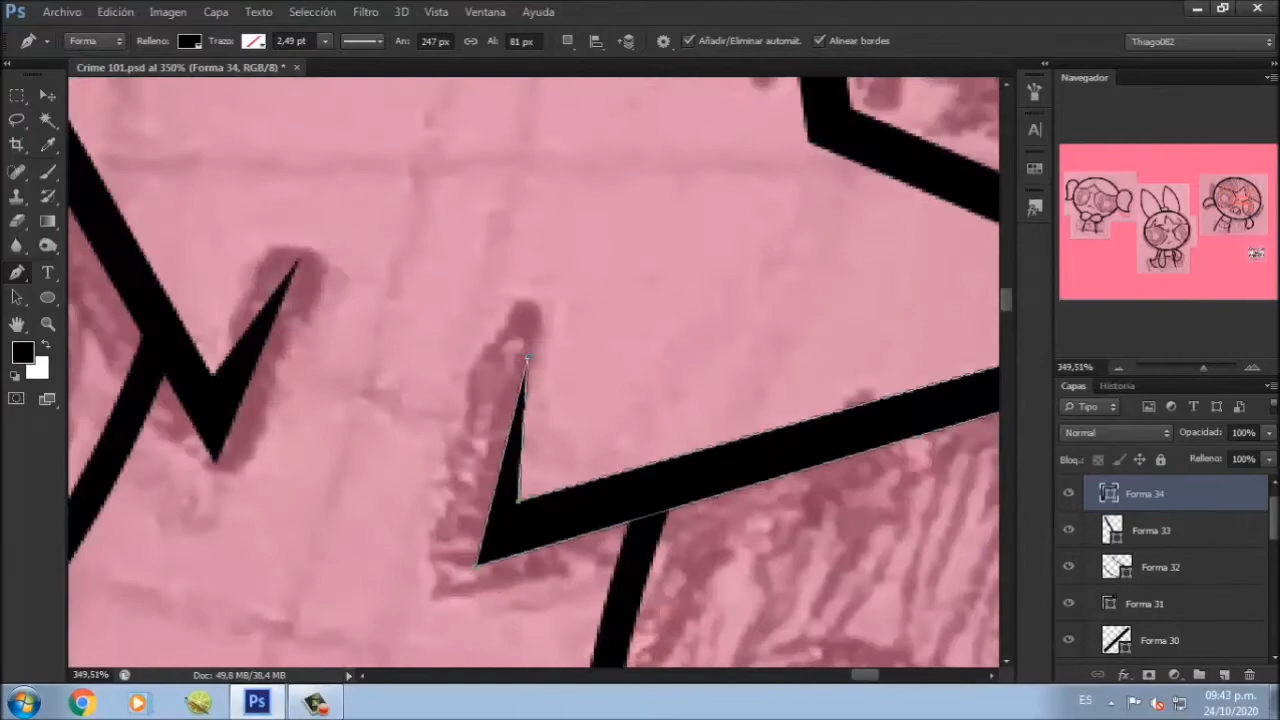 Ps Archivo Edición Imagen Capa Texto Selección Filtro 3D Vista Ventana Ayuda
Forma Relleno: Trazo: 2,49 pt An: 247 px Al: 81 px Añadir/Eliminar automát. Alinear bordes Thiago082
Crime 101.psd al 350% (Forma 34, RGB/8) * ×
Navegador
349,51%
Capas Historia
Tipo
Normal Opacidad: 100%
Bloq.: Relleno: 100%
Forma 34
Forma 33
Forma 32
Forma 31
Forma 30
349,51% Doc: 49,8 MB/38,4 MB
Ps ES 09:43 p.m.
24/10/2020